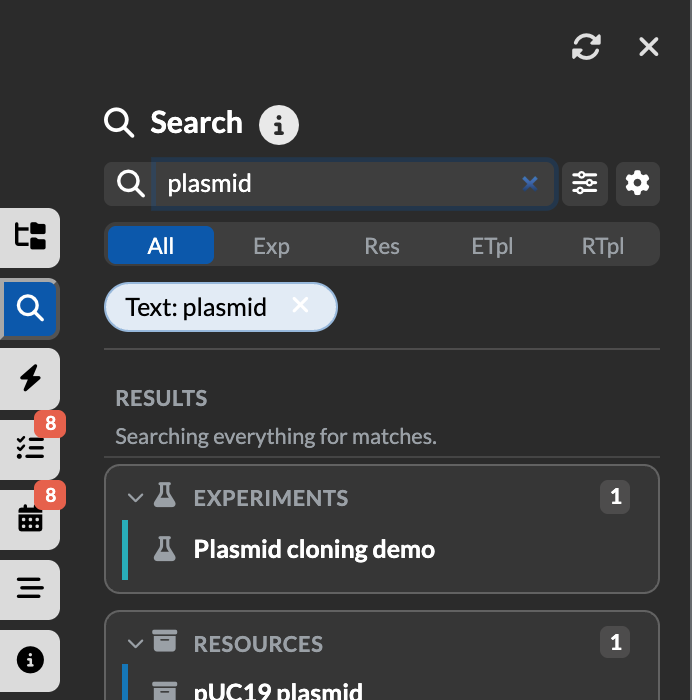 Search
plasmid
All Exp Res ETpl RTpl
Text: plasmid
RESULTS
Searching everything for matches.
8
8
EXPERIMENTS 1
Plasmid cloning demo
RESOURCES 1
pUC19 plasmid